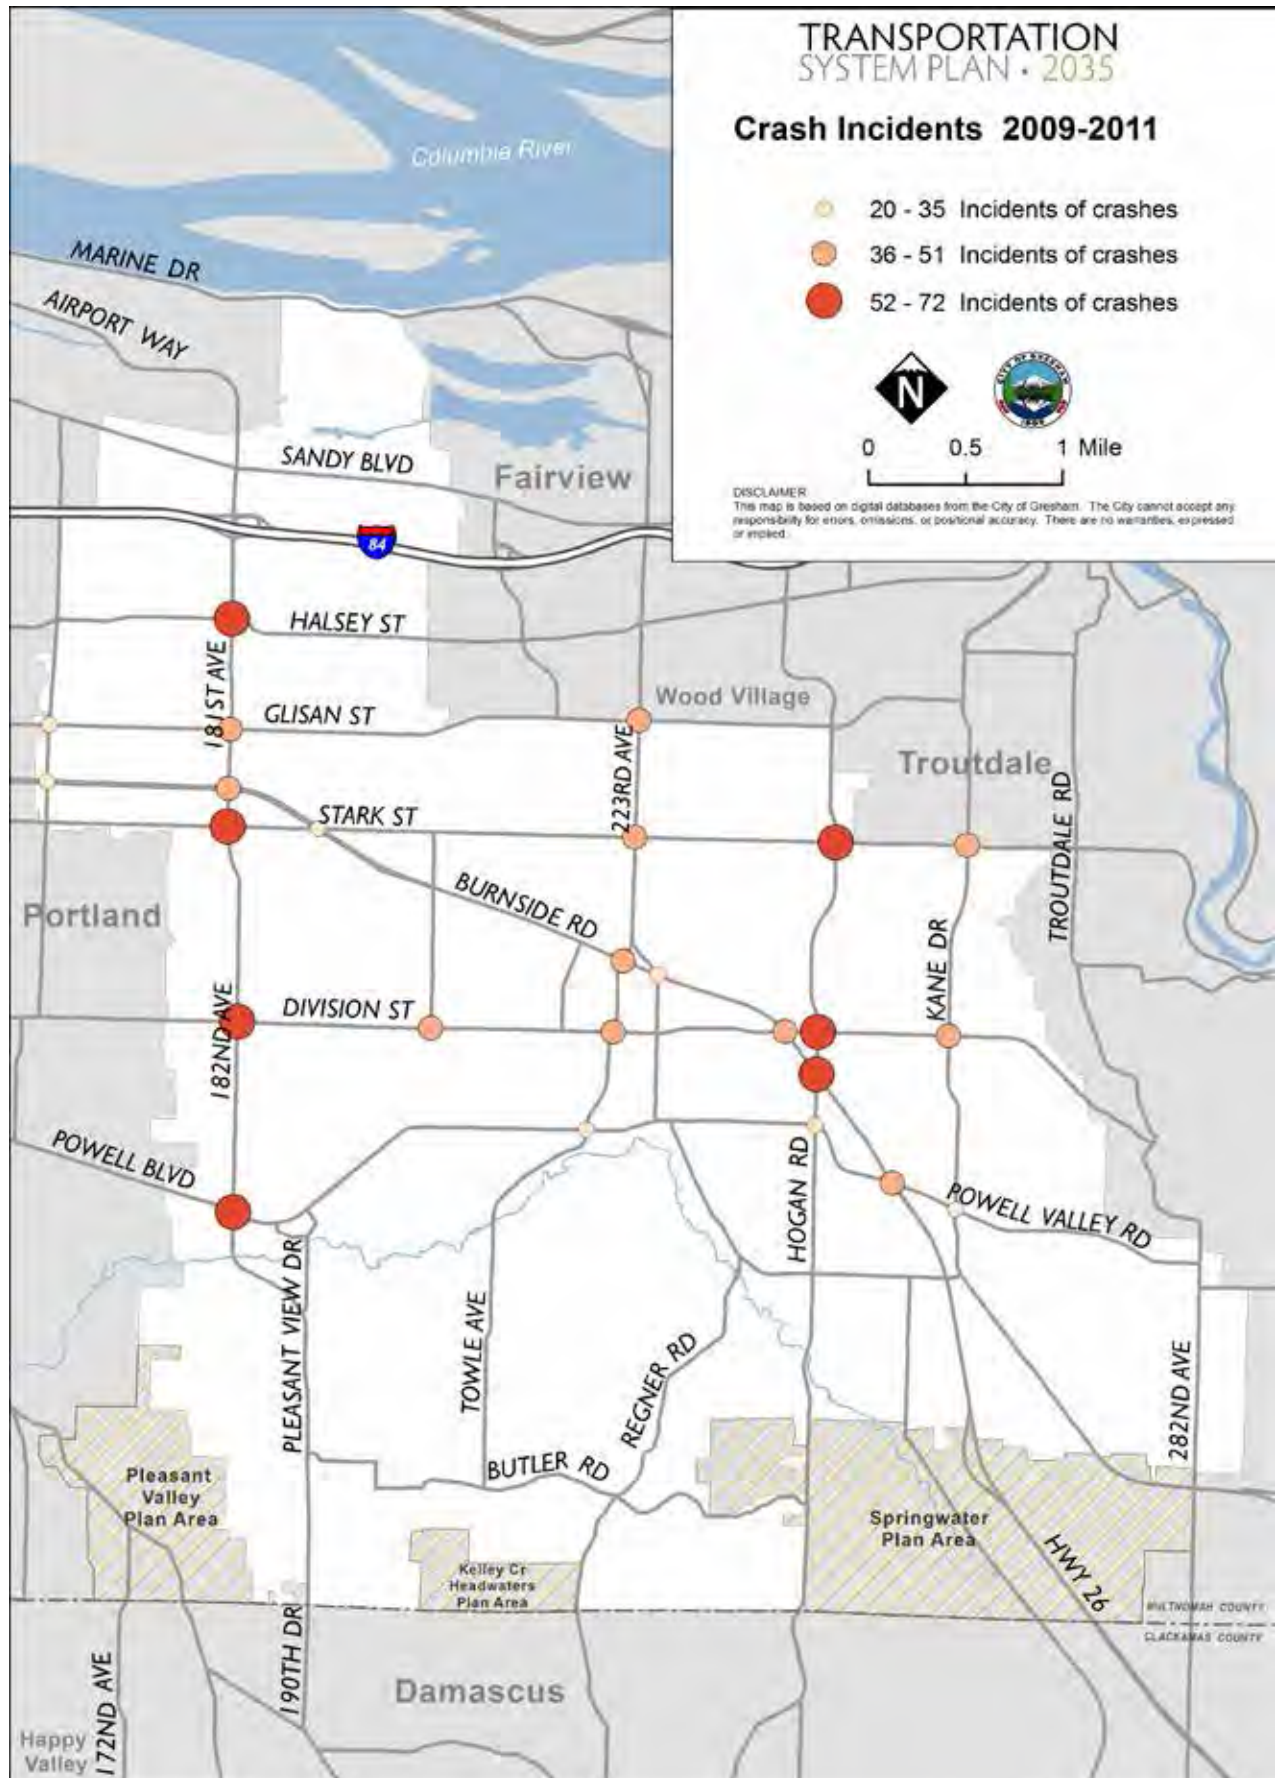 TRANSPORTATION
SYSTEM PLAN • 2035
Crash Incidents 2009-2011
20 - 35 Incidents of crashes
36 - 51 Incidents of crashes
52 - 72 Incidents of crashes
N
CITY OF GRESHAM
0 0.5 1 Mile
DISCLAIMER
This map is based on digital databases from the City of Gresham. The City cannot accept any
responsibility for errors, omissions, or positional accuracy. There are no warranties, expressed
or implied.
Columbia River
MARINE DR
AIRPORT WAY
SANDY BLVD
Fairview
84
HALSEY ST
181ST AVE
GLISAN ST
Wood Village
223RD AVE
Troutdale
STARK ST
TROUTDALE RD
Portland
BURNSIDE RD
KANE DR
182ND AVE
DIVISION ST
POWELL BLVD
HOGAN RD
POWELL VALLEY RD
PLEASANT VIEW DR
TOWLE AVE
REGNER RD
282ND AVE
BUTLER RD
Pleasant
Valley
Plan Area
Springwater
Plan Area
Kelley Cr
Headwaters
Plan Area
HWY 26
MULTNOMAH COUNTY
CLACKAMAS COUNTY
190TH DR
172ND AVE
Damascus
Happy
Valley